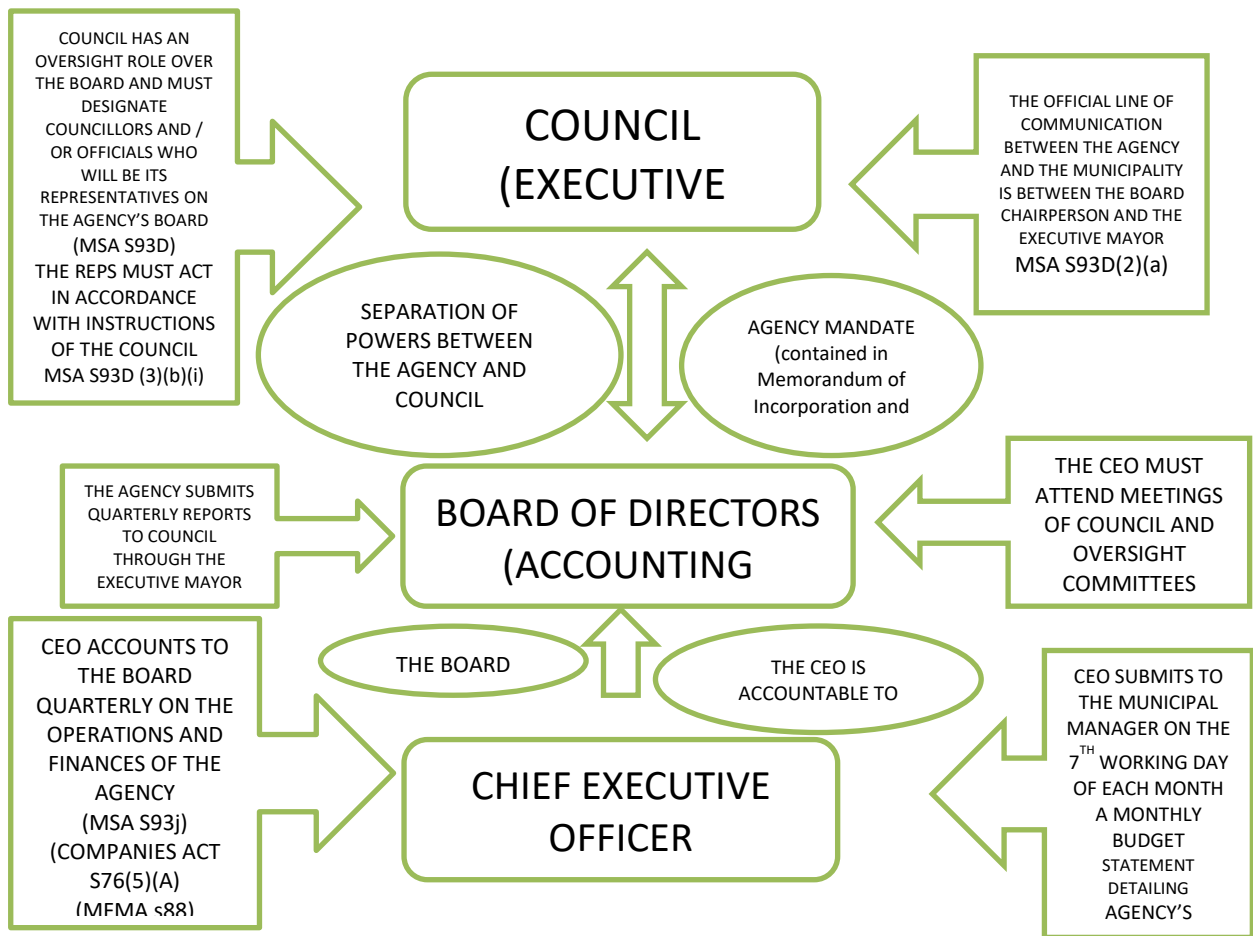 COUNCIL HAS AN
OVERSIGHT ROLE OVER
THE BOARD AND MUST
DESIGNATE
COUNCILLORS AND /
OR OFFICIALS WHO
WILL BE ITS
REPRESENTATIVES ON
THE AGENCY'S BOARD
(MSA S93D)
THE REPS MUST ACT
IN ACCORDANCE
WITH INSTRUCTIONS
OF THE COUNCIL
MSA S93D (3)(b)(i)
COUNCIL
(EXECUTIVE
THE OFFICIAL LINE OF
COMMUNICATION
BETWEEN THE AGENCY
AND THE MUNICIPALITY
IS BETWEEN THE BOARD
CHAIRPERSON AND THE
EXECUTIVE MAYOR
MSA S93D(2)(a)
SEPARATION OF
POWERS BETWEEN
THE AGENCY AND
COUNCIL
AGENCY MANDATE
(contained in
Memorandum of
Incorporation and
THE AGENCY SUBMITS
QUARTERLY REPORTS
TO COUNCIL
THROUGH THE
EXECUTIVE MAYOR
BOARD OF DIRECTORS
(ACCOUNTING
THE CEO MUST
ATTEND MEETINGS
OF COUNCIL AND
OVERSIGHT
COMMITTEES
THE BOARD
THE CEO IS
ACCOUNTABLE TO
CEO ACCOUNTS TO
THE BOARD
QUARTERLY ON THE
OPERATIONS AND
FINANCES OF THE
AGENCY
(MSA S93j)
(COMPANIES ACT
S76(5)(A)
(MFMA s88)
CHIEF EXECUTIVE
OFFICER
CEO SUBMITS TO
THE MUNICIPAL
MANAGER ON THE
7TH WORKING DAY
OF EACH MONTH
A MONTHLY
BUDGET
STATEMENT
DETAILING
AGENCY'S